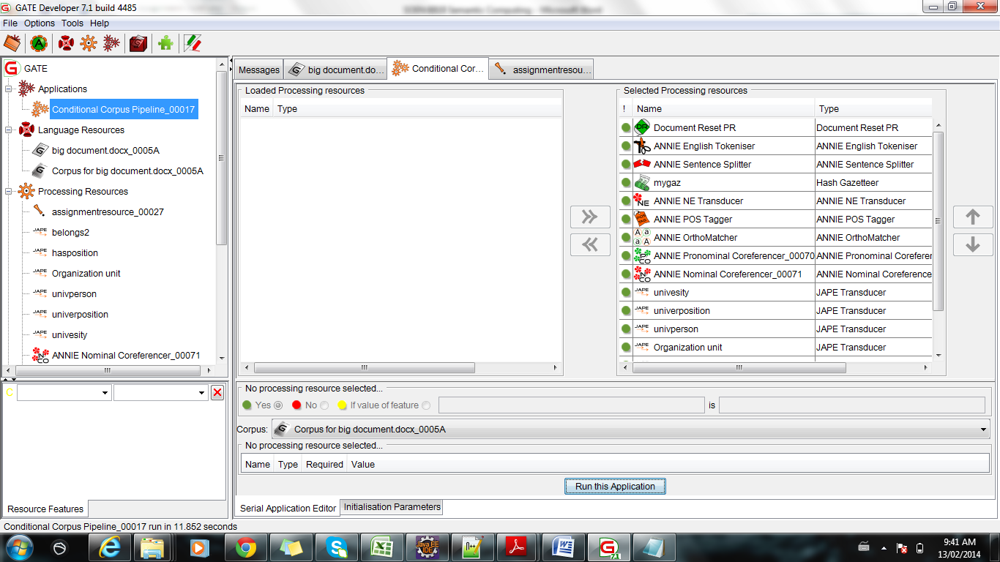 GATE Developer 7.1 build 4485
File Options Tools Help
GATE
Applications
Conditional Corpus Pipeline_00017
Language Resources
big document.docx_0005A
Corpus for big document.docx_0005A
Processing Resources
assignmentresource_00027
belongs2
hasposition
Organization unit
univperson
univerposition
univesity
ANNIE Nominal Coreferencer_00071
Resource Features
Messages big document.do... Conditional Cor... assignmentresou...
Loaded Processing resources
Name Type
Selected Processing resources
! Name Type
Document Reset PR Document Reset PR
ANNIE English Tokeniser ANNIE English Tokeniser
ANNIE Sentence Splitter ANNIE Sentence Splitter
mygaz Hash Gazetteer
ANNIE NE Transducer ANNIE NE Transducer
ANNIE POS Tagger ANNIE POS Tagger
ANNIE OrthoMatcher ANNIE OrthoMatcher
ANNIE Pronominal Coreferencer_00070 ANNIE Pronominal Coreferer
ANNIE Nominal Coreferencer_00071 ANNIE Nominal Coreference
univesity JAPE Transducer
univerposition JAPE Transducer
univperson JAPE Transducer
Organization unit JAPE Transducer
No processing resource selected...
Yes No If value of feature is
Corpus: Corpus for big document.docx_0005A
No processing resource selected...
Name Type Required Value
Run this Application
Serial Application Editor Initialisation Parameters
Conditional Corpus Pipeline_00017 run in 11.852 seconds
9:41 AM
13/02/2014